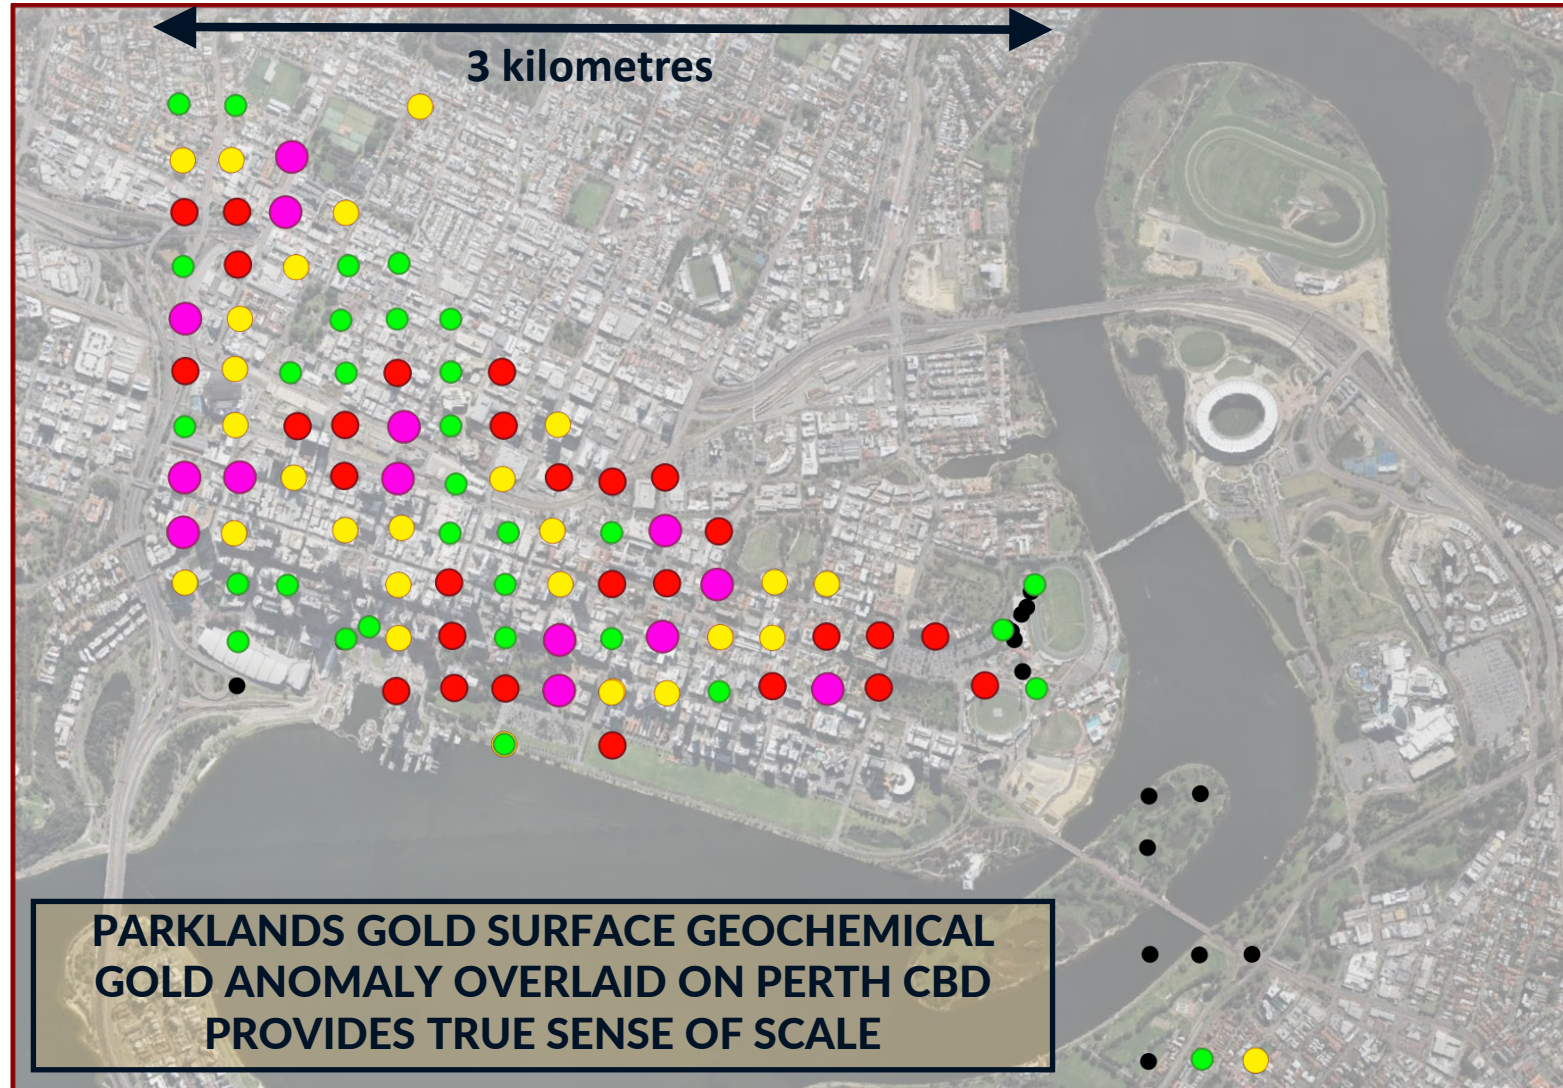 3 kilometres
PARKLANDS GOLD SURFACE GEOCHEMICAL
GOLD ANOMALY OVERLAID ON PERTH CBD
PROVIDES TRUE SENSE OF SCALE